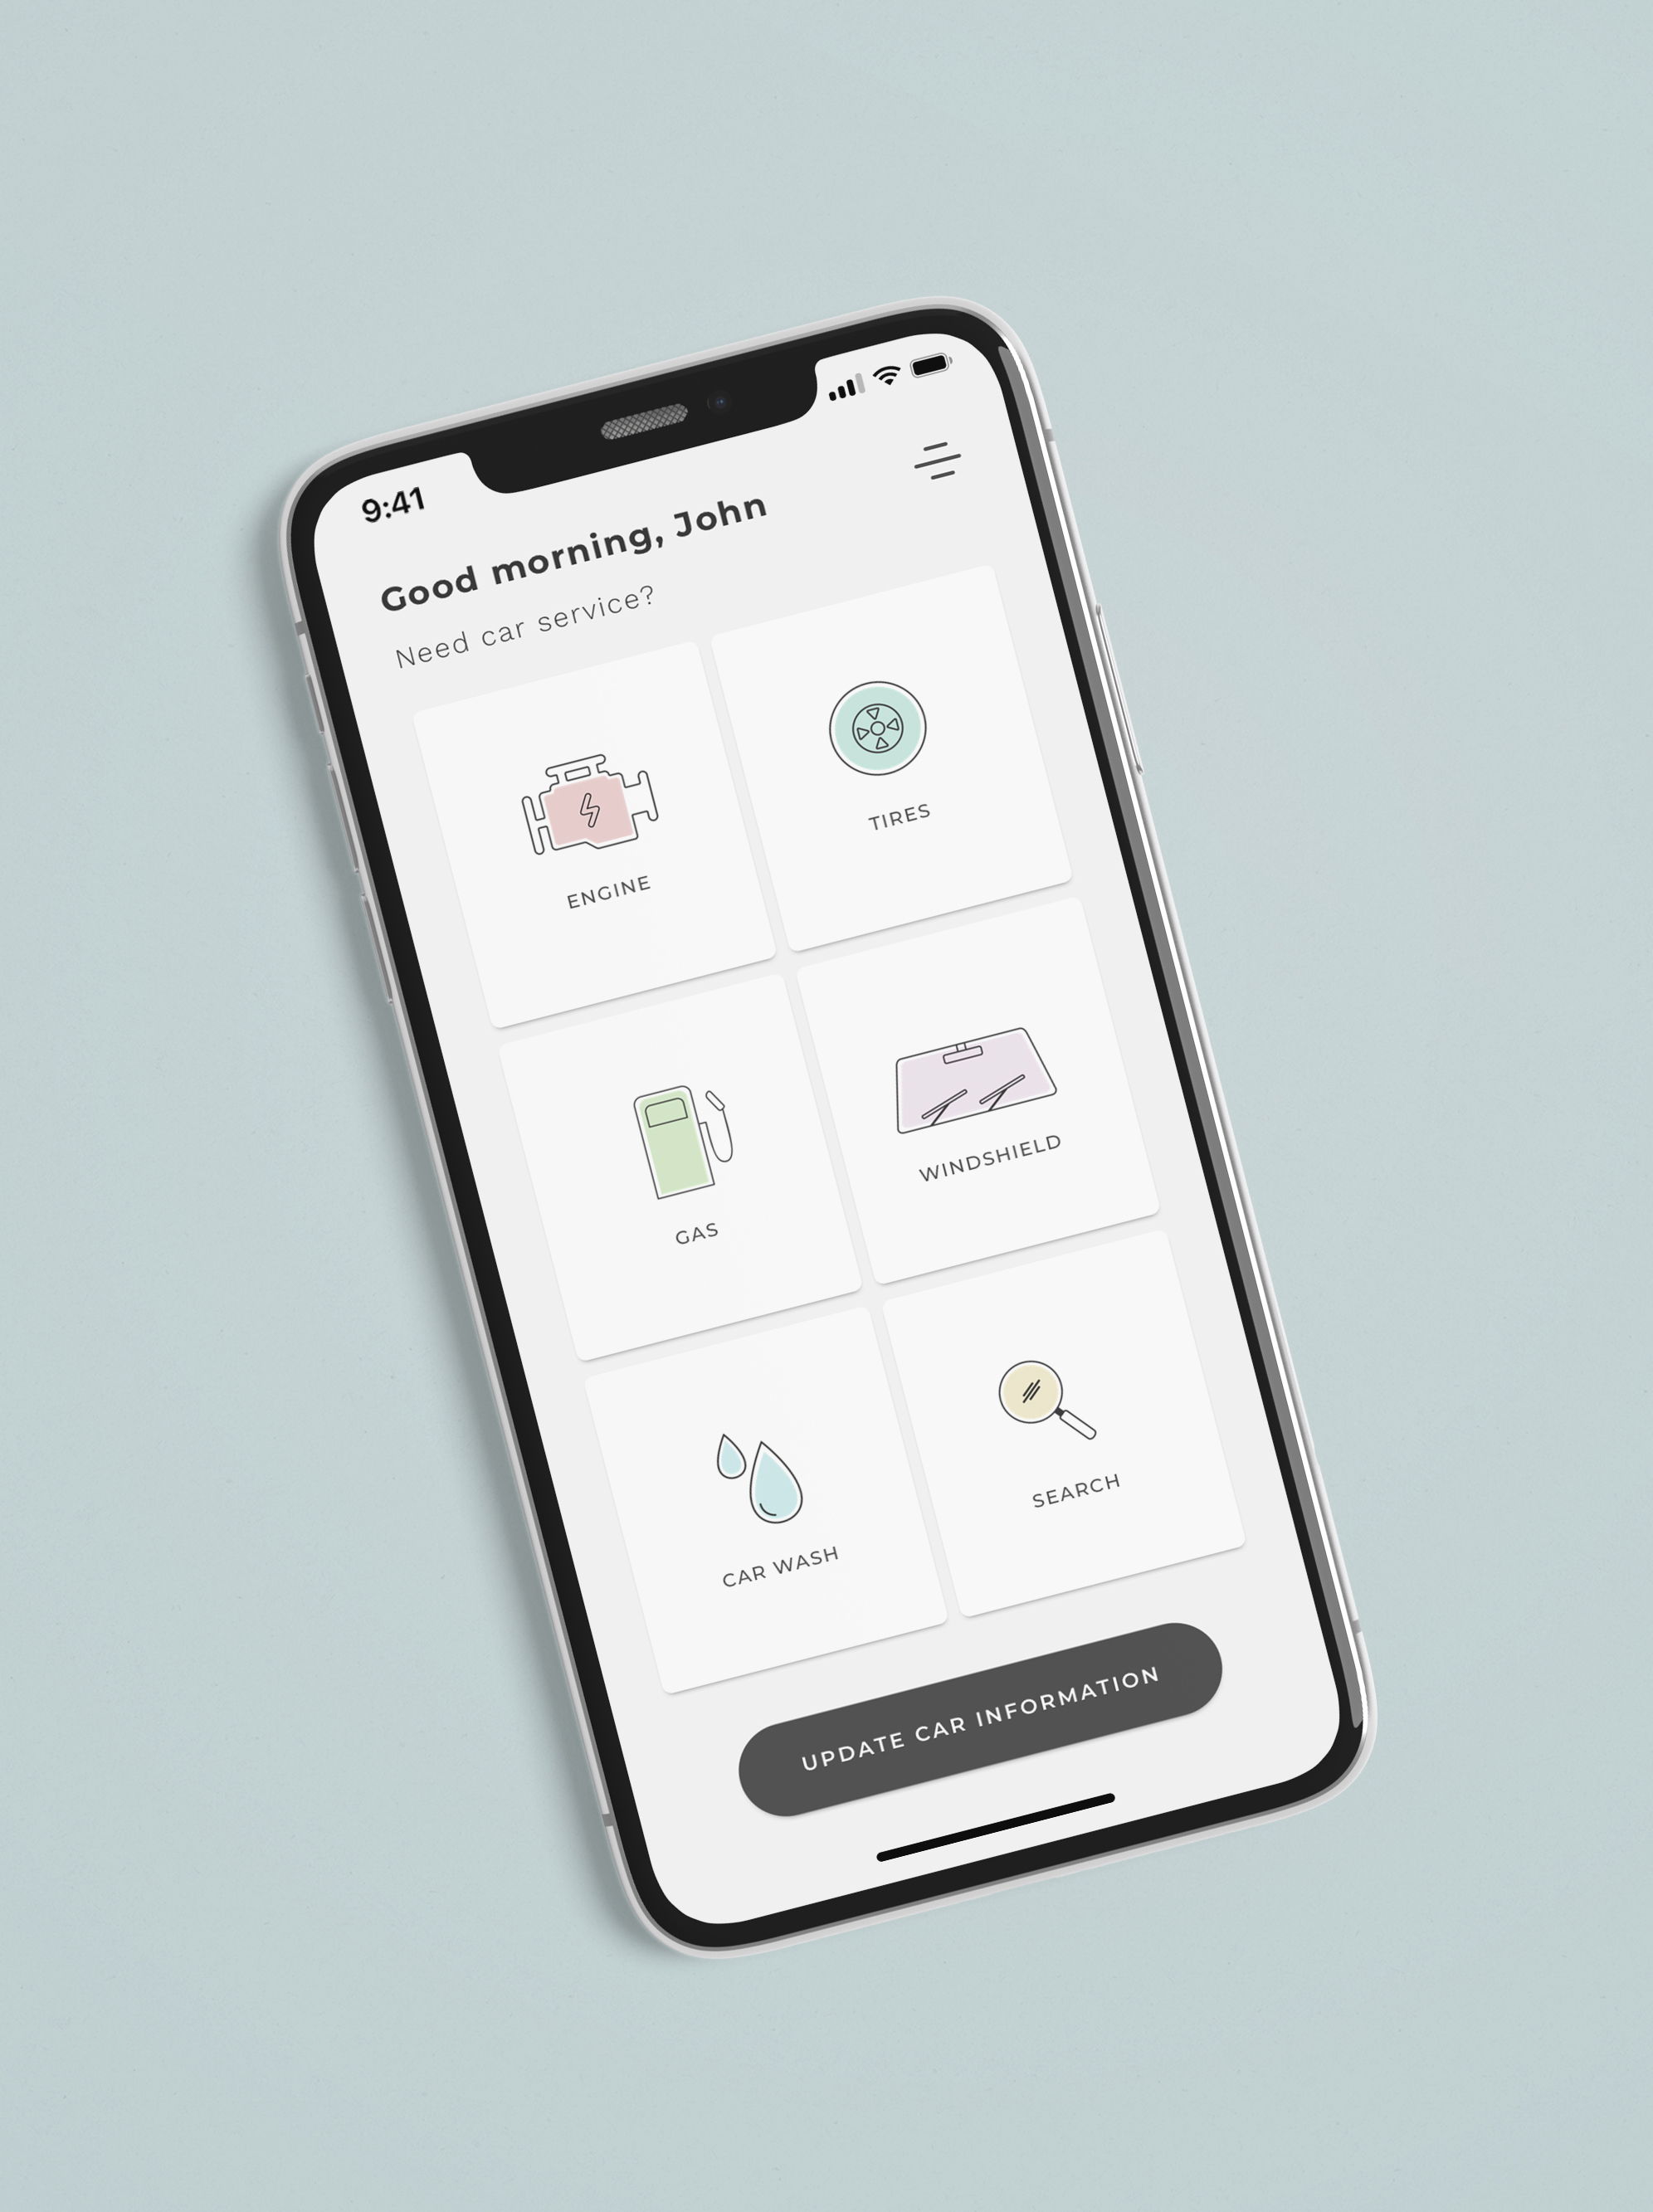 9:41
Good morning, John
Need car service?
ENGINE
TIRES
GAS
WINDSHIELD
CAR WASH
SEARCH
UPDATE CAR INFORMATION